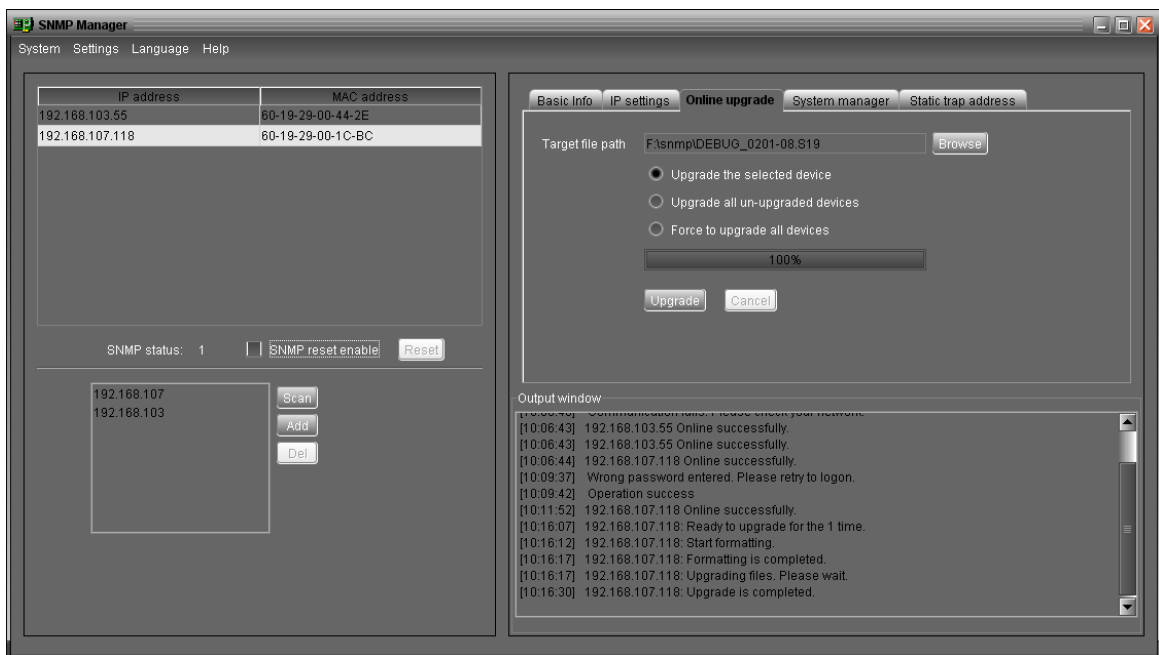 SNMP Manager
System Settings Language Help
IP address MAC address
192.168.103.55 60-19-29-00-44-2E
192.168.107.118 60-19-29-00-1C-BC
SNMP status: 1 SNMP reset enable Reset
192.168.107
192.168.103
Scan
Add
Del
Basic Info IP settings Online upgrade System manager Static trap address
Target file path F:\snmp\DEBUG_0201-08.S19 Browse
Upgrade the selected device
Upgrade all un-upgraded devices
Force to upgrade all devices
100%
Upgrade Cancel
Output window
Communication fails. Please check your network.
[10:06:43] 192.168.103.55 Online successfully.
[10:06:43] 192.168.103.55 Online successfully.
[10:06:44] 192.168.107.118 Online successfully.
[10:09:37] Wrong password entered. Please retry to logon.
[10:09:42] Operation success
[10:11:52] 192.168.107.118 Online successfully.
[10:16:07] 192.168.107.118: Ready to upgrade for the 1 time.
[10:16:12] 192.168.107.118: Start formatting.
[10:16:17] 192.168.107.118: Formatting is completed.
[10:16:17] 192.168.107.118: Upgrading files. Please wait.
[10:16:30] 192.168.107.118: Upgrade is completed.